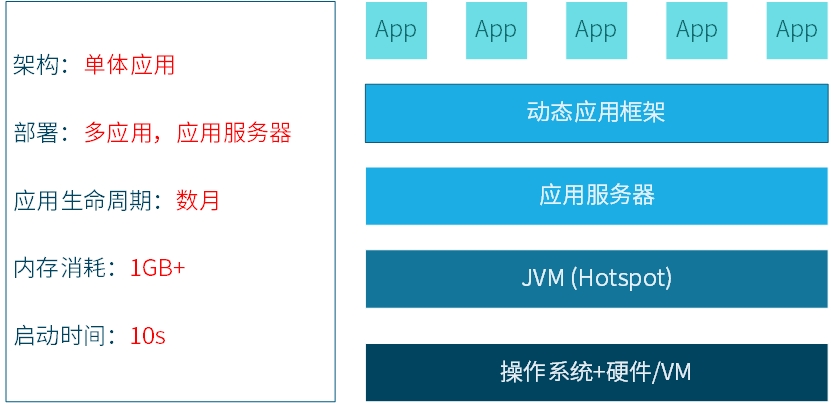 架构：单体应用
部署：多应用，应用服务器
应用生命周期：数月
内存消耗：1GB+
启动时间：10s
App App App App App
动态应用框架
应用服务器
JVM (Hotspot)
操作系统+硬件/VM